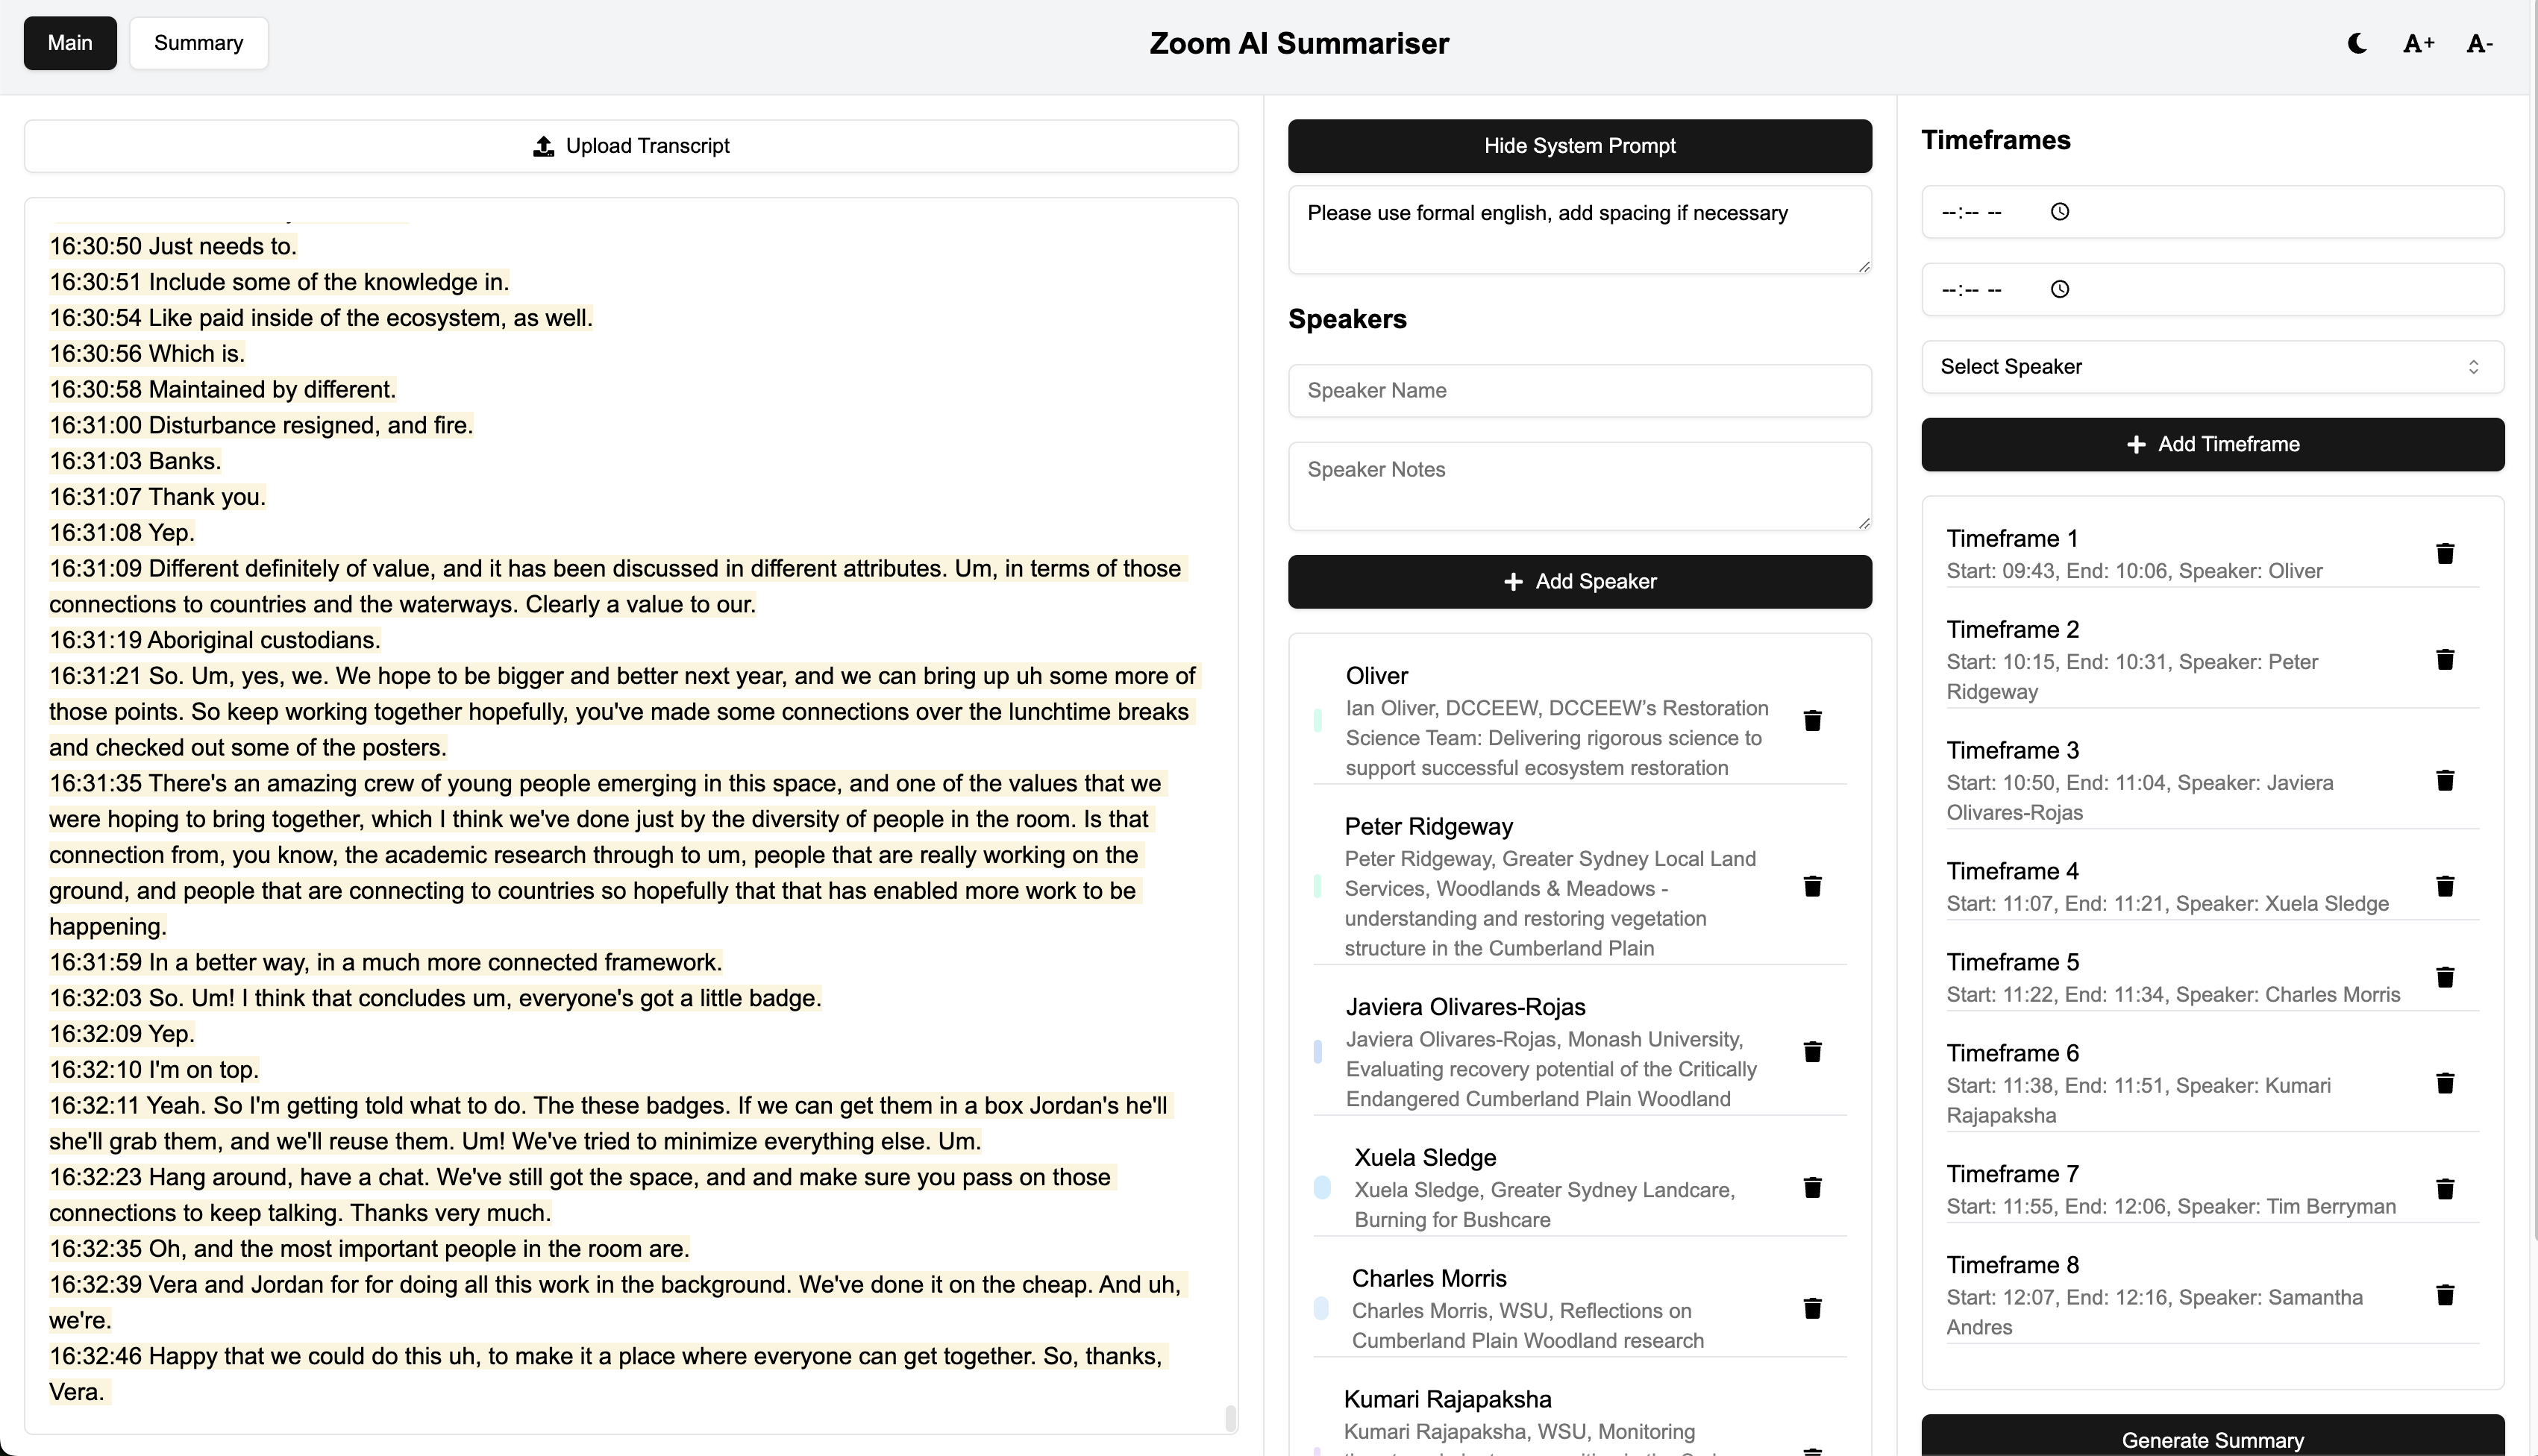 Main
Summary
Zoom AI Summariser
A+
A-
Upload Transcript
16:30:50 Just needs to.
16:30:51 Include some of the knowledge in.
16:30:54 Like paid inside of the ecosystem, as well.
16:30:56 Which is.
16:30:58 Maintained by different.
16:31:00 Disturbance resigned, and fire.
16:31:03 Banks.
16:31:07 Thank you.
16:31:08 Yep.
16:31:09 Different definitely of value, and it has been discussed in different attributes. Um, in terms of those
connections to countries and the waterways. Clearly a value to our.
16:31:19 Aboriginal custodians.
16:31:21 So. Um, yes, we. We hope to be bigger and better next year, and we can bring up uh some more of
those points. So keep working together hopefully, you've made some connections over the lunchtime breaks
and checked out some of the posters.
16:31:35 There's an amazing crew of young people emerging in this space, and one of the values that we
were hoping to bring together, which I think we've done just by the diversity of people in the room. Is that
connection from, you know, the academic research through to um, people that are really working on the
ground, and people that are connecting to countries so hopefully that that has enabled more work to be
happening.
16:31:59 In a better way, in a much more connected framework.
16:32:03 So. Um! I think that concludes um, everyone's got a little badge.
16:32:09 Yep.
16:32:10 I'm on top.
16:32:11 Yeah. So I'm getting told what to do. The these badges. If we can get them in a box Jordan's he'll
she'll grab them, and we'll reuse them. Um! We've tried to minimize everything else. Um.
16:32:23 Hang around, have a chat. We've still got the space, and and make sure you pass on those
connections to keep talking. Thanks very much.
16:32:35 Oh, and the most important people in the room are.
16:32:39 Vera and Jordan for for doing all this work in the background. We've done it on the cheap. And uh,
we're.
16:32:46 Happy that we could do this uh, to make it a place where everyone can get together. So, thanks,
Vera.
Hide System Prompt
Please use formal english, add spacing if necessary
Speakers
Speaker Name
Speaker Notes
Add Speaker
Oliver
Ian Oliver, DCCEEW, DCCEEW's Restoration
Science Team: Delivering rigorous science to
support successful ecosystem restoration
Peter Ridgeway
Peter Ridgeway, Greater Sydney Local Land
Services, Woodlands & Meadows -
understanding and restoring vegetation
structure in the Cumberland Plain
Javiera Olivares-Rojas
Javiera Olivares-Rojas, Monash University,
Evaluating recovery potential of the Critically
Endangered Cumberland Plain Woodland
Xuela Sledge
Xuela Sledge, Greater Sydney Landcare,
Burning for Bushcare
Charles Morris
Charles Morris, WSU, Reflections on
Cumberland Plain Woodland research
Kumari Rajapaksha
Kumari Rajapaksha, WSU, Monitoring
Timeframes
--:-- --
--:-- --
Select Speaker
Add Timeframe
Timeframe 1
Start: 09:43, End: 10:06, Speaker: Oliver
Timeframe 2
Start: 10:15, End: 10:31, Speaker: Peter
Ridgeway
Timeframe 3
Start: 10:50, End: 11:04, Speaker: Javiera
Olivares-Rojas
Timeframe 4
Start: 11:07, End: 11:21, Speaker: Xuela Sledge
Timeframe 5
Start: 11:22, End: 11:34, Speaker: Charles Morris
Timeframe 6
Start: 11:38, End: 11:51, Speaker: Kumari
Rajapaksha
Timeframe 7
Start: 11:55, End: 12:06, Speaker: Tim Berryman
Timeframe 8
Start: 12:07, End: 12:16, Speaker: Samantha
Andres
Generate Summary